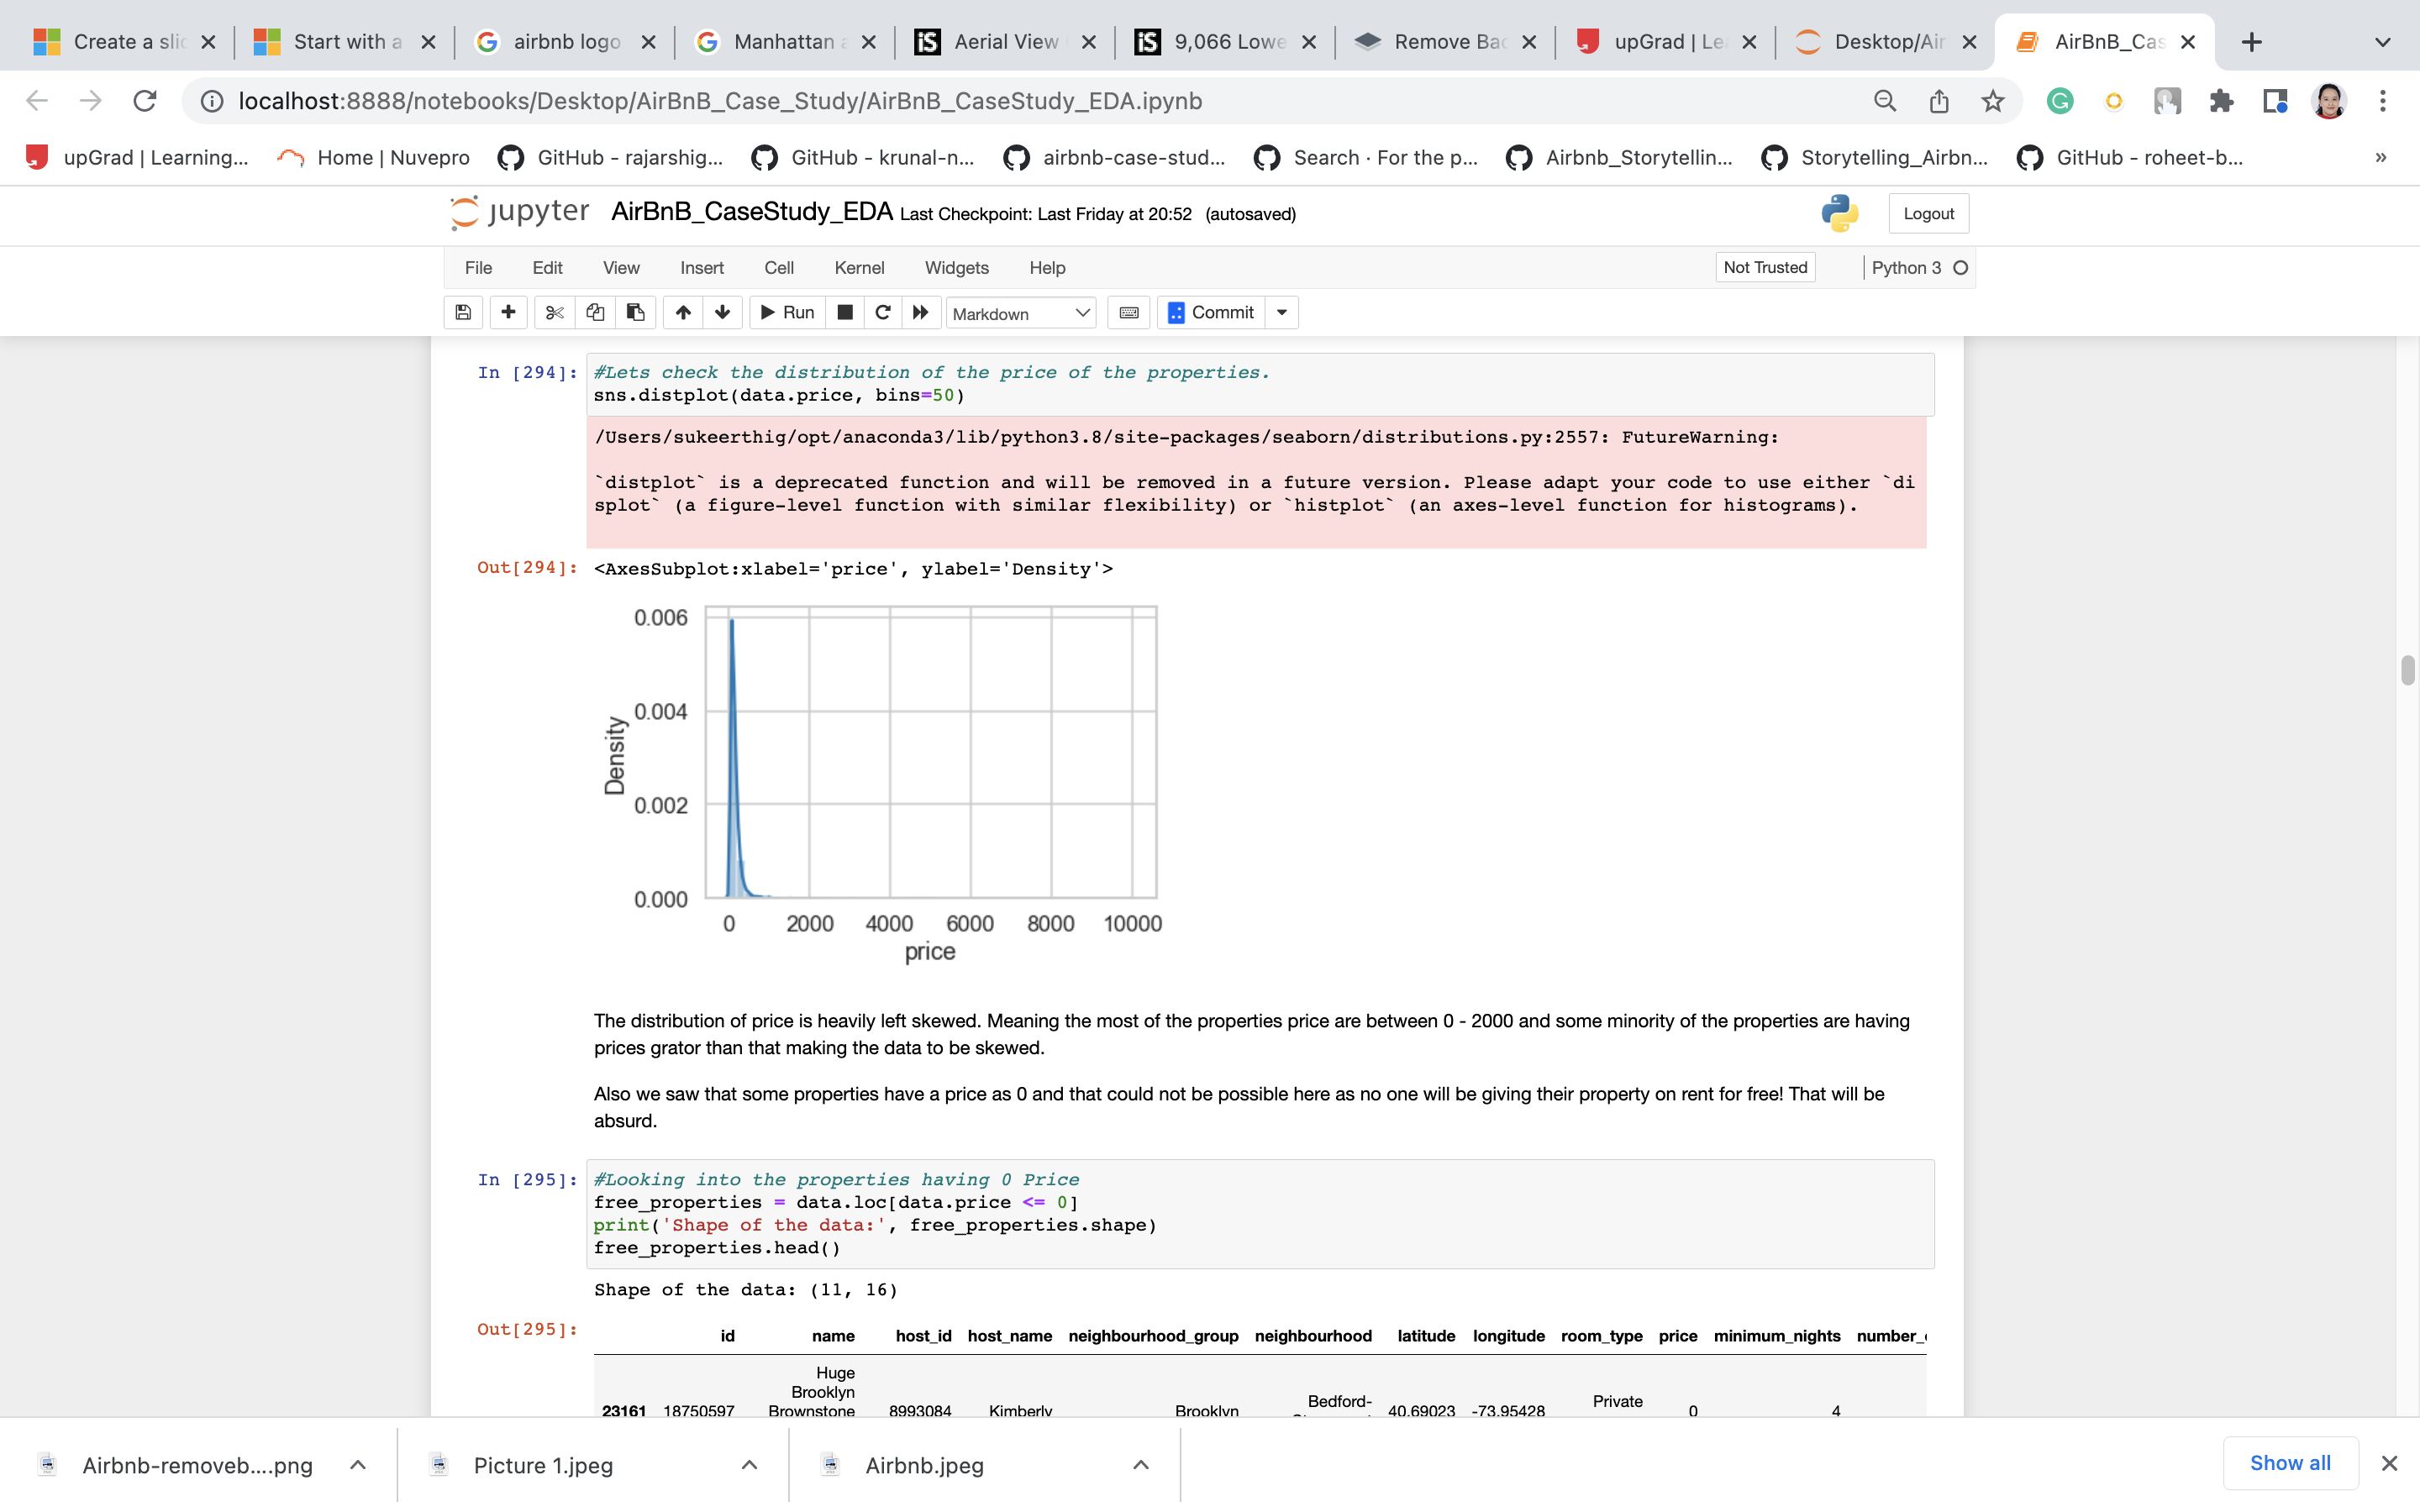 Create a slic
Start with a
airbnb logo
Manhattan a
Aerial View
9,066 Lowe
Remove Bac
upGrad | Le
Desktop/Air
AirBnB_Cas
localhost:8888/notebooks/Desktop/AirBnB_Case_Study/AirBnB_CaseStudy_EDA.ipynb
upGrad | Learning...
Home | Nuvepro
GitHub - rajarshig...
GitHub - krunal-n...
airbnb-case-stud...
Search · For the p...
Airbnb_Storytellin...
Storytelling_Airbn...
GitHub - roheet-b...
»
jupyter AirBnB_CaseStudy_EDA Last Checkpoint: Last Friday at 20:52 (autosaved)
Logout
File Edit View Insert Cell Kernel Widgets Help
Not Trusted
Python 3
Run
Markdown
Commit
In [294]: #Lets check the distribution of the price of the properties.
sns.distplot(data.price, bins=50)
/Users/sukeerthig/opt/anaconda3/lib/python3.8/site-packages/seaborn/distributions.py:2557: FutureWarning:
`distplot` is a deprecated function and will be removed in a future version. Please adapt your code to use either `di
splot` (a figure-level function with similar flexibility) or `histplot` (an axes-level function for histograms).
Out[294]: <AxesSubplot:xlabel='price', ylabel='Density'>
0.006
0.004
0.002
0.000
Density
0 2000 4000 6000 8000 10000
price
The distribution of price is heavily left skewed. Meaning the most of the properties price are between 0 - 2000 and some minority of the properties are having
prices grator than that making the data to be skewed.
Also we saw that some properties have a price as 0 and that could not be possible here as no one will be giving their property on rent for free! That will be
absurd.
In [295]: #Looking into the properties having 0 Price
free_properties = data.loc[data.price <= 0]
print('Shape of the data:', free_properties.shape)
free_properties.head()
Shape of the data: (11, 16)
Out[295]:
id name host_id host_name neighbourhood_group neighbourhood latitude longitude room_type price minimum_nights number_
Huge
Brooklyn
23161 18750597 Brownstone 8993084 Kimberly Brooklyn Bedford- 40.69023 -73.95428 Private 0 4
Airbnb-removeb....png
Picture 1.jpeg
Airbnb.jpeg
Show all